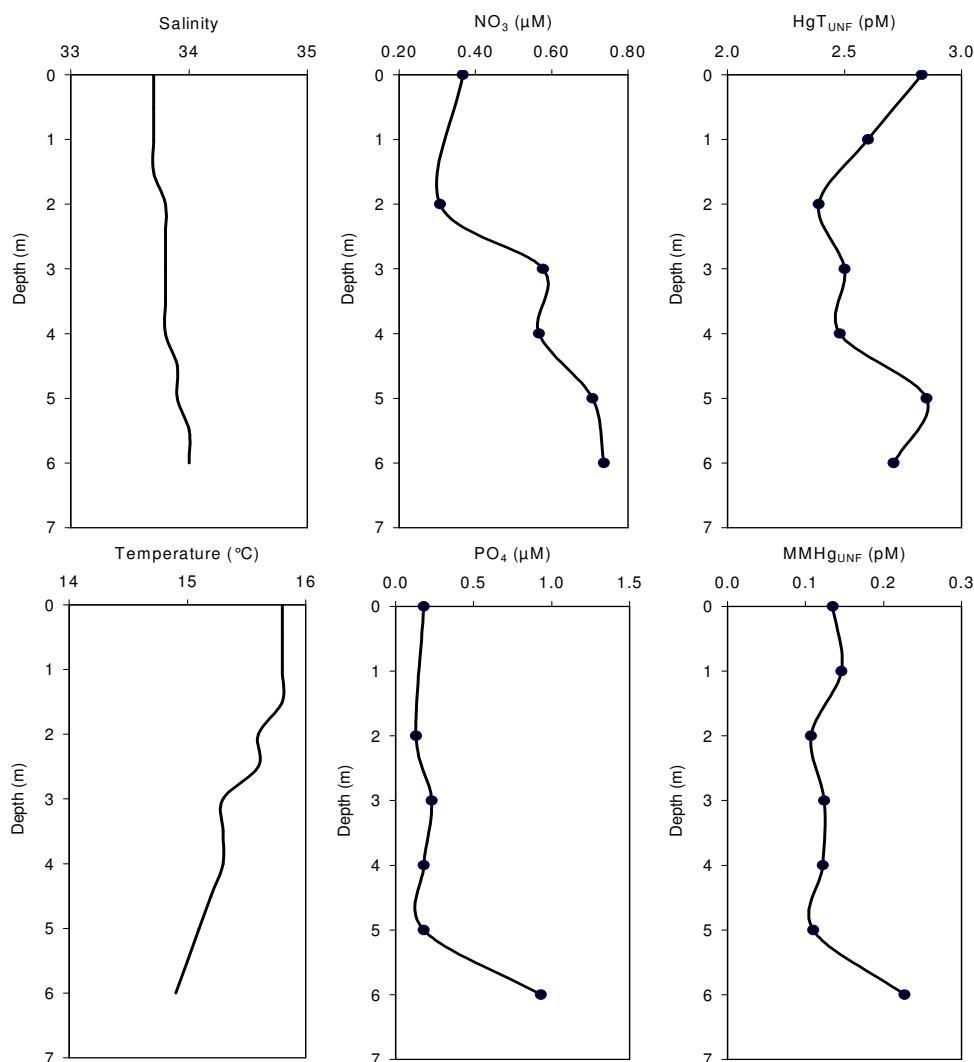 Salinity
33 34 35
0
1
2
3
4
5
6
7
Depth (m)
NO3 (µM)
0.20 0.40 0.60 0.80
0
1
2
3
4
5
6
7
Depth (m)
HgTUNF (pM)
2.0 2.5 3.0
0
1
2
3
4
5
6
7
Depth (m)
Temperature (°C)
14 15 16
0
1
2
3
4
5
6
7
Depth (m)
PO4 (µM)
0.0 0.5 1.0 1.5
0
1
2
3
4
5
6
7
Depth (m)
MMHgUNF (pM)
0.0 0.1 0.2 0.3
0
1
2
3
4
5
6
7
Depth (m)